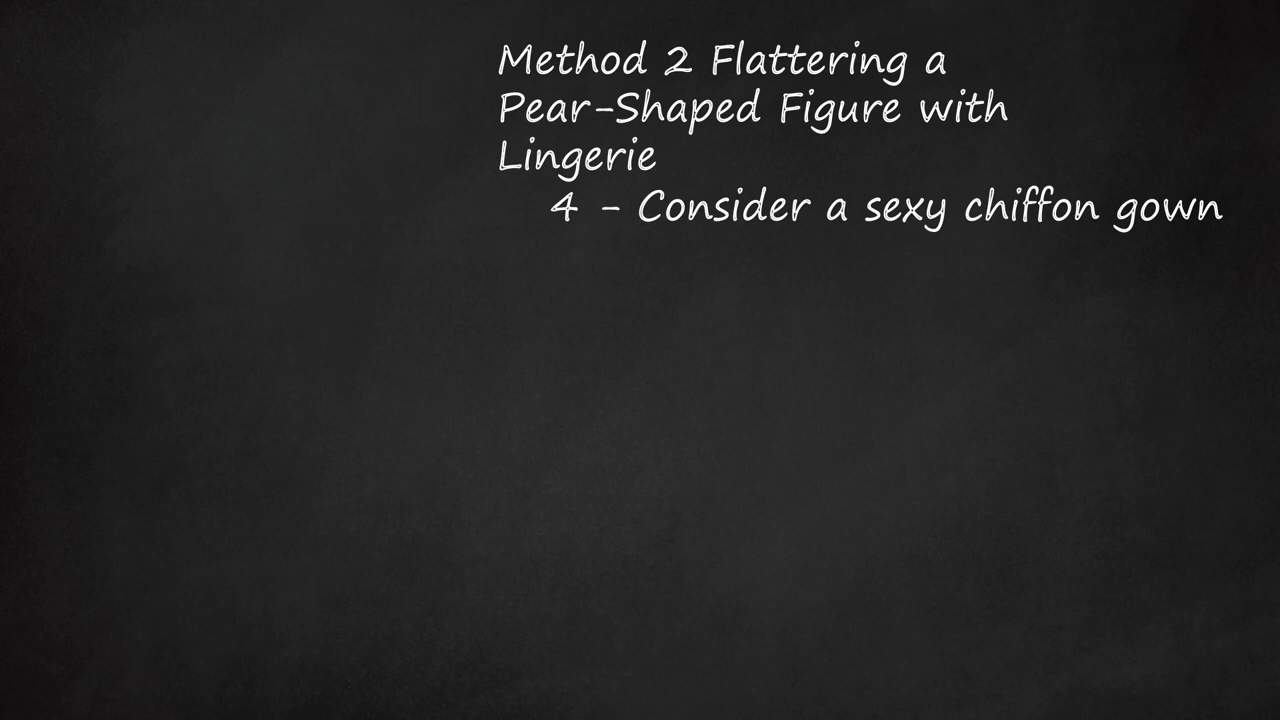 Method 2 Flattering a
Pear-Shaped Figure with
Lingerie
4 - Consider a sexy chiffon gown